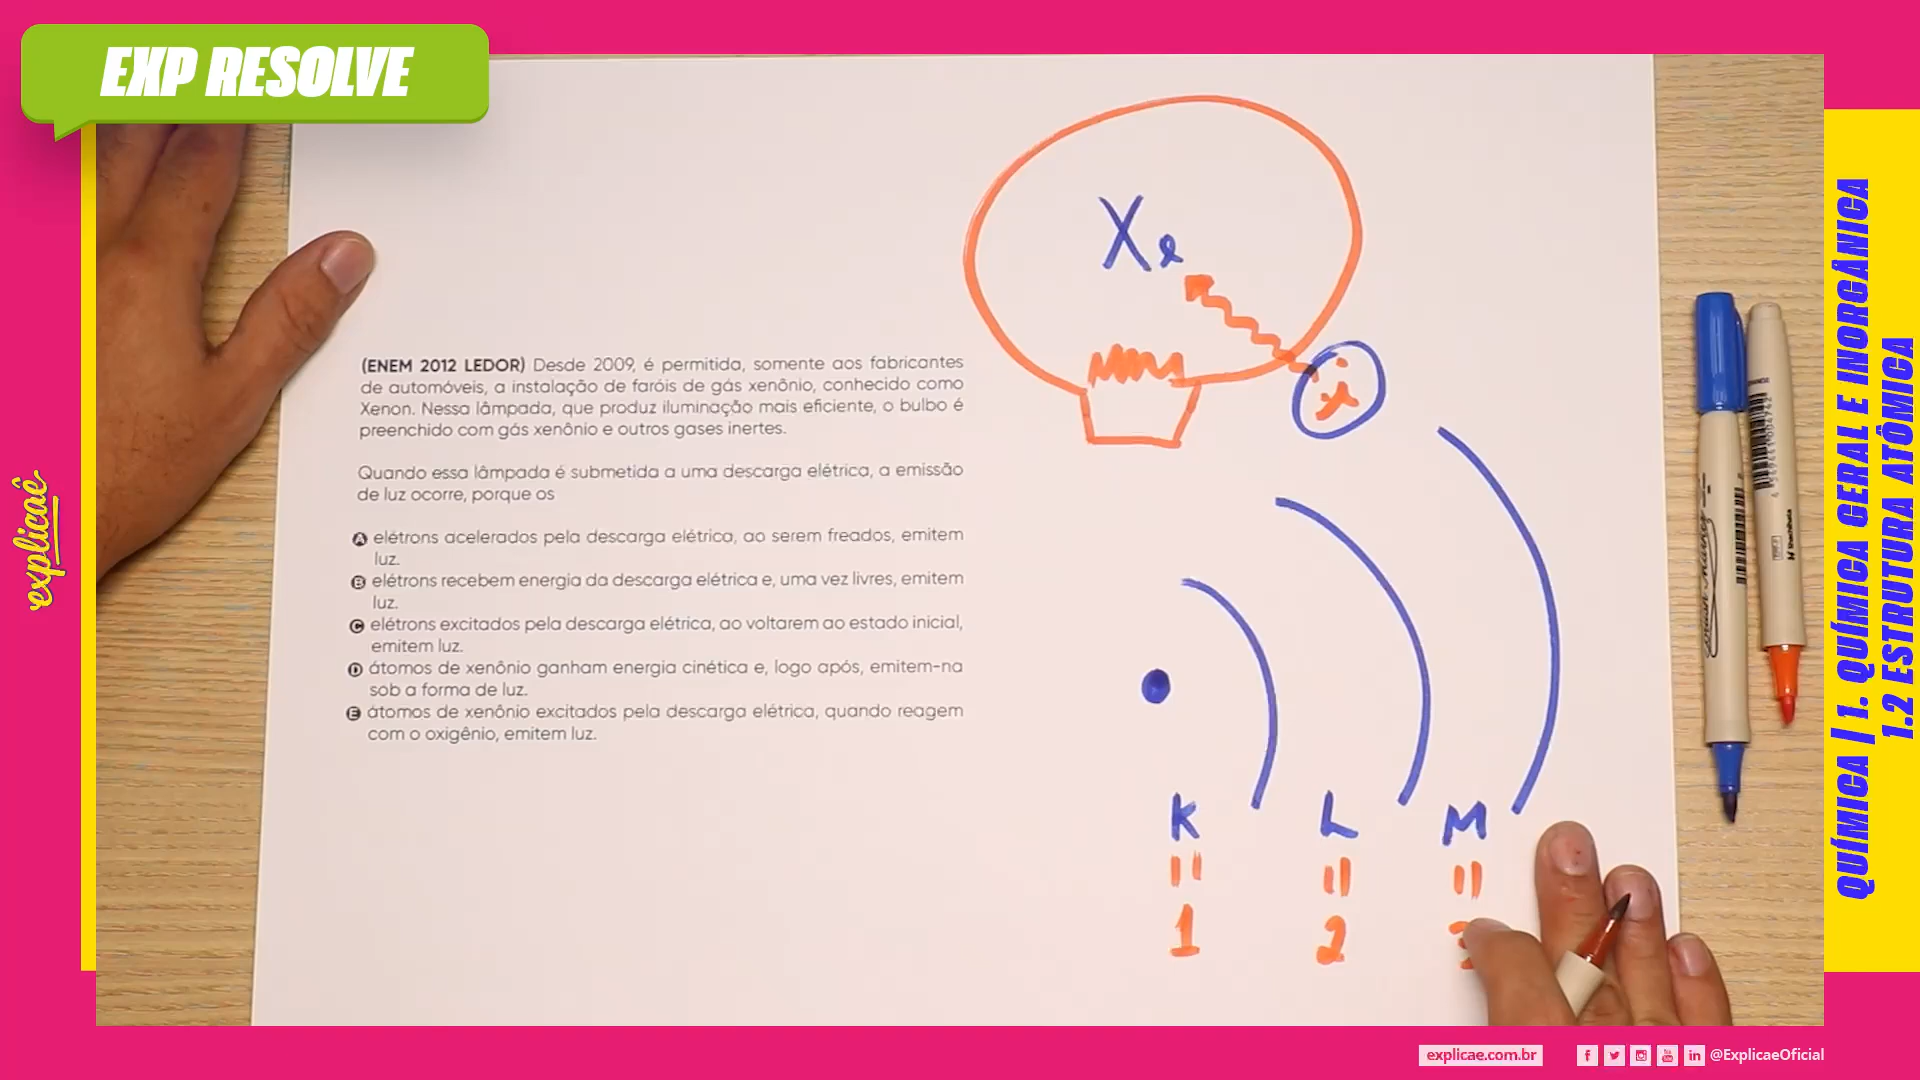 EXP RESOLVE
Xe
(ENEM 2012 LEDOR) Desde 2009, é permitida, somente aos fabricantes
de automóveis, a instalação de faróis de gás xenônio, conhecido como
Xenon. Nessa lâmpada, que produz iluminação mais eficiente, o bulbo é
preenchido com gás xenônio e outros gases inertes.
Quando essa lâmpada é submetida a uma descarga elétrica, a emissão
de luz ocorre, porque os
A elétrons acelerados pela descarga elétrica, ao serem freados, emitem
luz.
B elétrons recebem energia da descarga elétrica e, uma vez livres, emitem
luz.
C elétrons excitados pela descarga elétrica, ao voltarem ao estado inicial,
emitem luz.
D átomos de xenônio ganham energia cinética e, logo após, emitem-na
sob a forma de luz.
E átomos de xenônio excitados pela descarga elétrica, quando reagem
com o oxigênio, emitem luz.
K L M
1 2
explicaê
QUÍMICA | 1. QUÍMICA GERAL E INORGÂNICA
1.2 ESTRUTURA ATÔMICA
explicae.com.br
@ExplicaeOficial